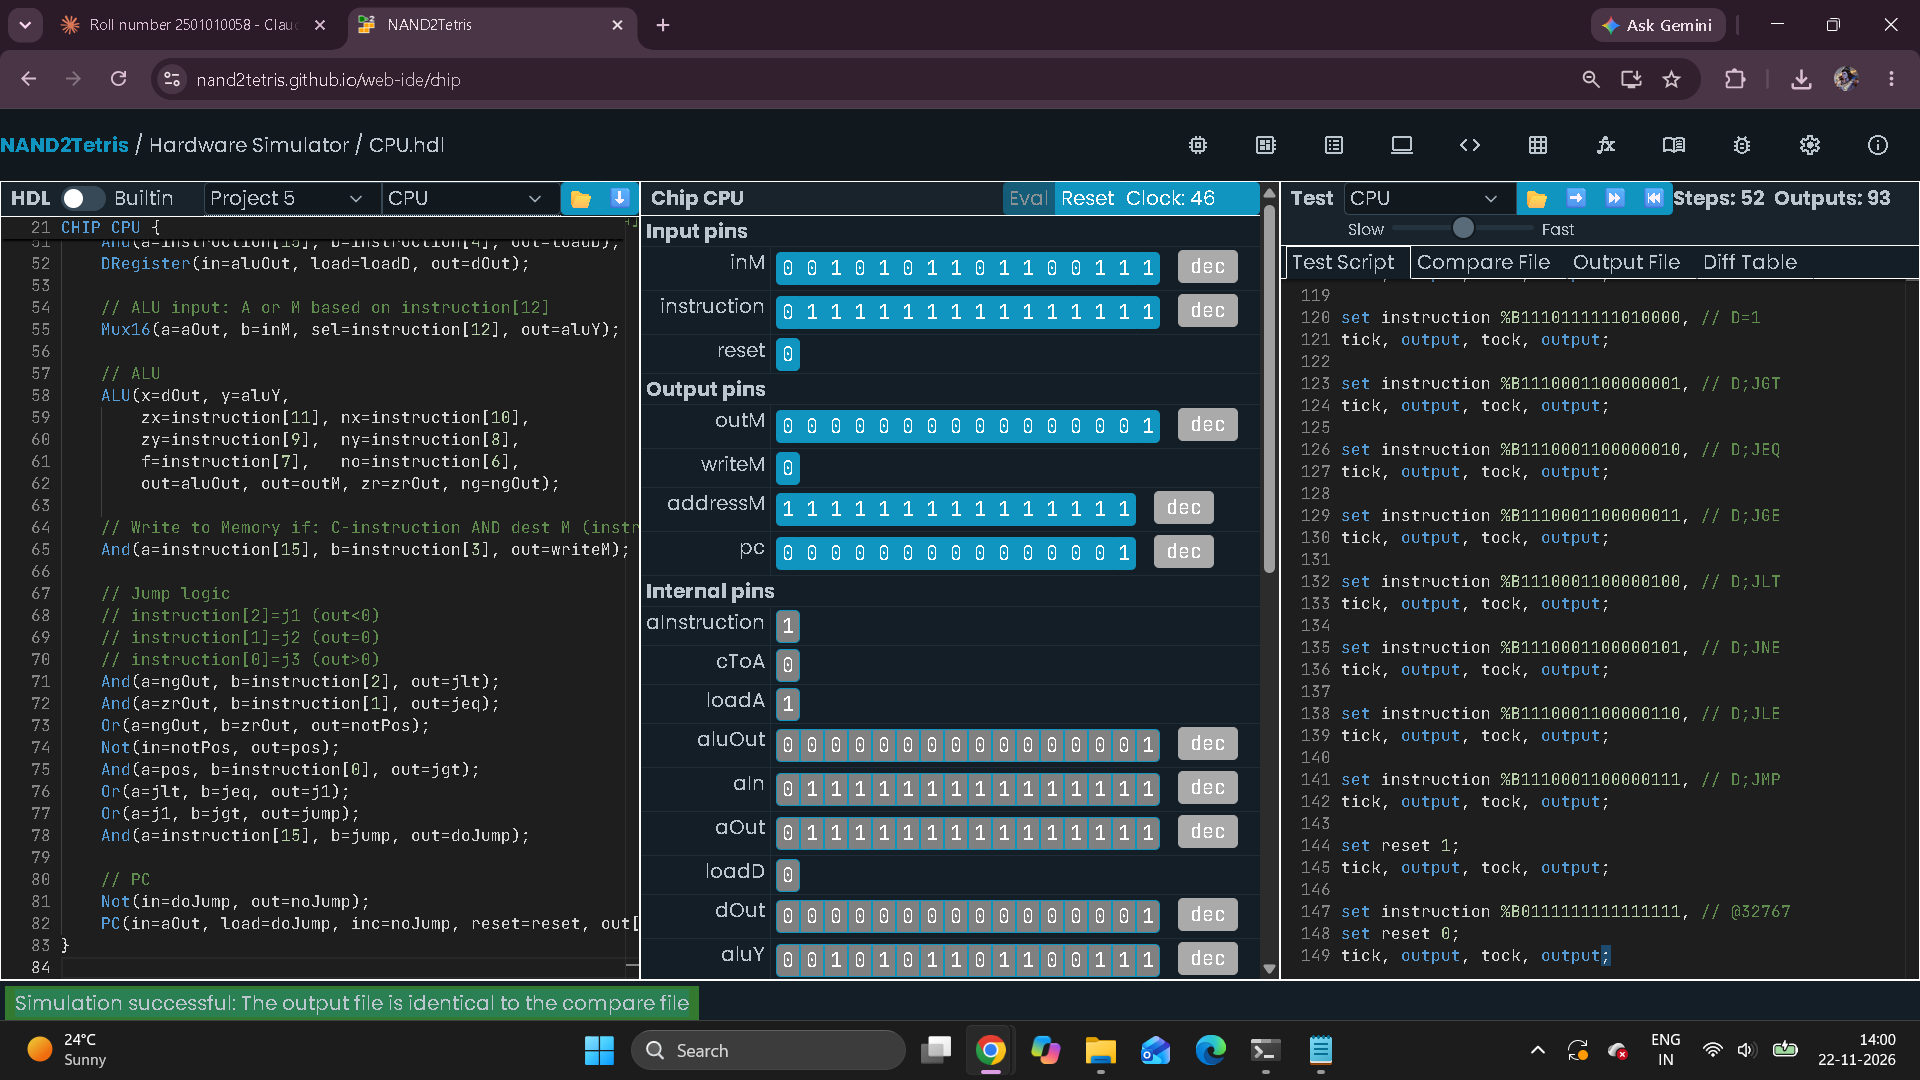 Roll number 2501010058 - Clau
NAND2Tetris
Ask Gemini
nand2tetris.github.io/web-ide/chip
NAND2Tetris / Hardware Simulator / CPU.hdl
HDL Builtin Project 5 CPU
21 CHIP CPU {
51 And(a=instruction[15], b=instruction[4], out=loadD);
52 DRegister(in=aluOut, load=loadD, out=dOut);
53
54 // ALU input: A or M based on instruction[12]
55 Mux16(a=aOut, b=inM, sel=instruction[12], out=aluY);
56
57 // ALU
58 ALU(x=dOut, y=aluY,
59 zx=instruction[11], nx=instruction[10],
60 zy=instruction[9], ny=instruction[8],
61 f=instruction[7], no=instruction[6],
62 out=aluOut, out=outM, zr=zrOut, ng=ngOut);
63
64 // Write to Memory if: C-instruction AND dest M (instr
65 And(a=instruction[15], b=instruction[3], out=writeM);
66
67 // Jump logic
68 // instruction[2]=j1 (out<0)
69 // instruction[1]=j2 (out=0)
70 // instruction[0]=j3 (out>0)
71 And(a=ngOut, b=instruction[2], out=jlt);
72 And(a=zrOut, b=instruction[1], out=jeq);
73 Or(a=ngOut, b=zrOut, out=notPos);
74 Not(in=notPos, out=pos);
75 And(a=pos, b=instruction[0], out=jgt);
76 Or(a=jlt, b=jeq, out=j1);
77 Or(a=j1, b=jgt, out=jump);
78 And(a=instruction[15], b=jump, out=doJump);
79
80 // PC
81 Not(in=doJump, out=noJump);
82 PC(in=aOut, load=doJump, inc=noJump, reset=reset, out[
83 }
84
Chip CPU Eval Reset Clock: 46
Input pins
inM 0 0 1 0 1 0 1 1 0 1 1 0 0 1 1 1 dec
instruction 0 1 1 1 1 1 1 1 1 1 1 1 1 1 1 1 dec
reset 0
Output pins
outM 0 0 0 0 0 0 0 0 0 0 0 0 0 0 0 1 dec
writeM 0
addressM 1 1 1 1 1 1 1 1 1 1 1 1 1 1 1 dec
pc 0 0 0 0 0 0 0 0 0 0 0 0 0 0 1 dec
Internal pins
aInstruction 1
cToA 0
loadA 1
aluOut 0 0 0 0 0 0 0 0 0 0 0 0 0 0 0 1 dec
aIn 0 1 1 1 1 1 1 1 1 1 1 1 1 1 1 1 dec
aOut 0 1 1 1 1 1 1 1 1 1 1 1 1 1 1 1 dec
loadD 0
dOut 0 0 0 0 0 0 0 0 0 0 0 0 0 0 0 1 dec
aluY 0 0 1 0 1 0 1 1 0 1 1 0 0 1 1 1 dec
Test CPU Steps: 52 Outputs: 93
Slow Fast
Test Script Compare File Output File Diff Table
119
120 set instruction %B1110111111010000, // D=1
121 tick, output, tock, output;
122
123 set instruction %B1110001100000001, // D;JGT
124 tick, output, tock, output;
125
126 set instruction %B1110001100000010, // D;JEQ
127 tick, output, tock, output;
128
129 set instruction %B1110001100000011, // D;JGE
130 tick, output, tock, output;
131
132 set instruction %B1110001100000100, // D;JLT
133 tick, output, tock, output;
134
135 set instruction %B1110001100000101, // D;JNE
136 tick, output, tock, output;
137
138 set instruction %B1110001100000110, // D;JLE
139 tick, output, tock, output;
140
141 set instruction %B1110001100000111, // D;JMP
142 tick, output, tock, output;
143
144 set reset 1;
145 tick, output, tock, output;
146
147 set instruction %B0111111111111111, // @32767
148 set reset 0;
149 tick, output, tock, output;
Simulation successful: The output file is identical to the compare file
24°C
Sunny
Search
ENG
IN
14:00
22-11-2026